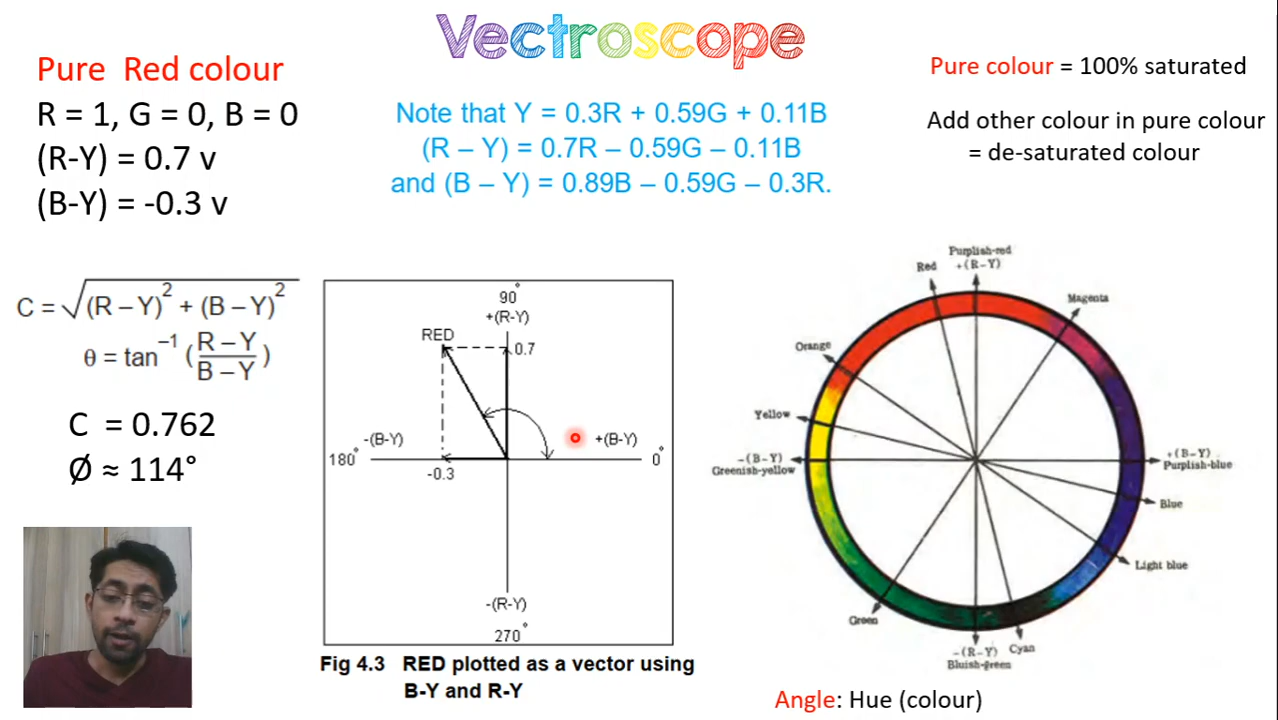 Vectroscope
Pure Red colour
R = 1, G = 0, B = 0
(R-Y) = 0.7 v
(B-Y) = -0.3 v
Note that Y = 0.3R + 0.59G + 0.11B
(R – Y) = 0.7R – 0.59G – 0.11B
and (B – Y) = 0.89B – 0.59G – 0.3R.
Pure colour = 100% saturated
Add other colour in pure colour
= de-saturated colour
C = √(R – Y)² + (B – Y)²
θ = tan⁻¹ (R – Y / B – Y)
C = 0.762
Ø ≈ 114°
90°
+(R-Y)
RED
0.7
-(B-Y)
+(B-Y)
180°
0°
-0.3
-(R-Y)
270°
Fig 4.3 RED plotted as a vector using
B-Y and R-Y
Purplish-red
+(R-Y)
Red
Magenta
Orange
Yellow
-(B-Y)
Greenish-yellow
+(B-Y)
Purplish-blue
Blue
Light blue
Green
Cyan
-(R-Y)
Bluish-green
Angle: Hue (colour)